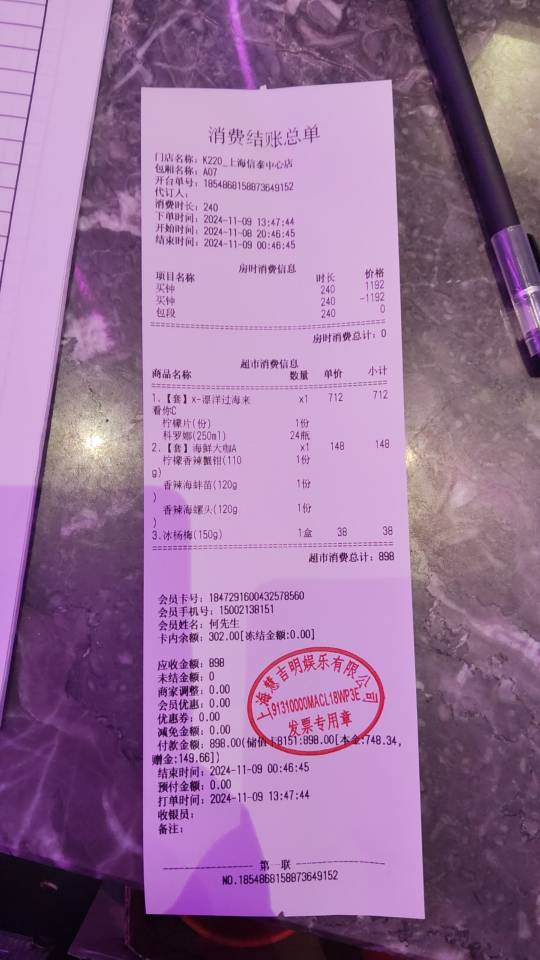 消费结账总单
门店名称: K220_上海信泰中心店
包厢名称: A07
开台单号: 1854868158873649152
代订人:
消费时长: 240
下单时间: 2024-11-09 13:47:44
开始时间: 2024-11-08 20:46:45
结束时间: 2024-11-09 00:46:45
房时消费信息
项目名称 时长 价格
买钟 240 1192
买钟 240 -1192
包段 240 0
房时消费总计: 0
超市消费信息
商品名称 数量 单价 小计
1.【套】x-漂洋过海来 x1 712 712
看你C
柠檬片(份) 1份
科罗娜(250ml) 24瓶
2.【套】海鲜大咖A x1 148 148
柠檬香辣蟹钳(110 1份
g)
香辣海蚌苗(120g 1份
)
香辣海螺头(120g 1份
)
3.冰杨梅(150g) 1盒 38 38
超市消费总计: 898
会员卡号: 1847291600432578560
会员手机号: 15002138151
会员姓名: 何先生
卡内余额: 302.00[冻结金额:0.00]
应收金额: 898
未结金额: 0
商家调整: 0.00
会员优惠: 0.00
优惠券: 0.00
减免金额: 0.00
付款金额: 898.00(储值卡8151:898.00[本金:748.34,
赠金:149.66])
结束时间: 2024-11-09 00:46:45
预付金额: 0.00
打单时间: 2024-11-09 13:47:44
收银员:
备注:
上海慧吉明娱乐有限公司
91310000MACL18WP3E
发票专用章
第一联
NO.1854868158873649152